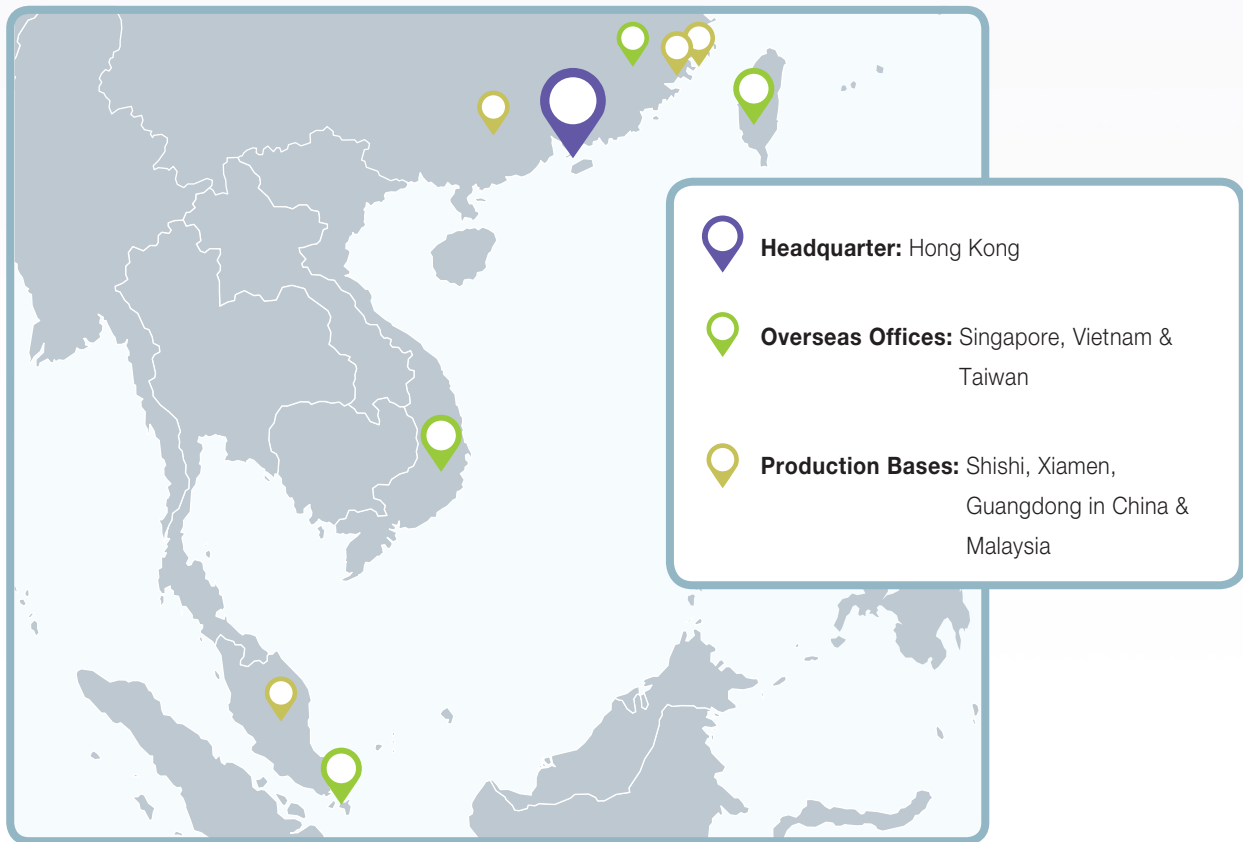 Headquarter: Hong Kong
Overseas Offices: Singapore, Vietnam &
Taiwan
Production Bases: Shishi, Xiamen,
Guangdong in China &
Malaysia